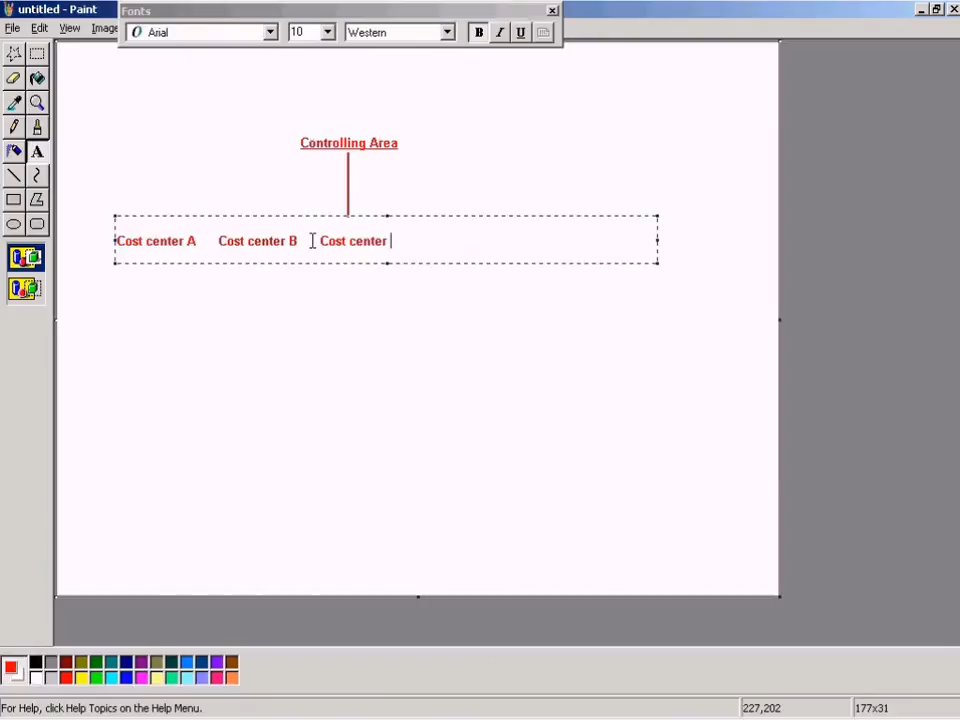 untitled - Paint
Fonts
File Edit View Image
Arial 10 Western B I U
A
Controlling Area
Cost center A Cost center B Cost center
For Help, click Help Topics on the Help Menu. 227,202 177x31